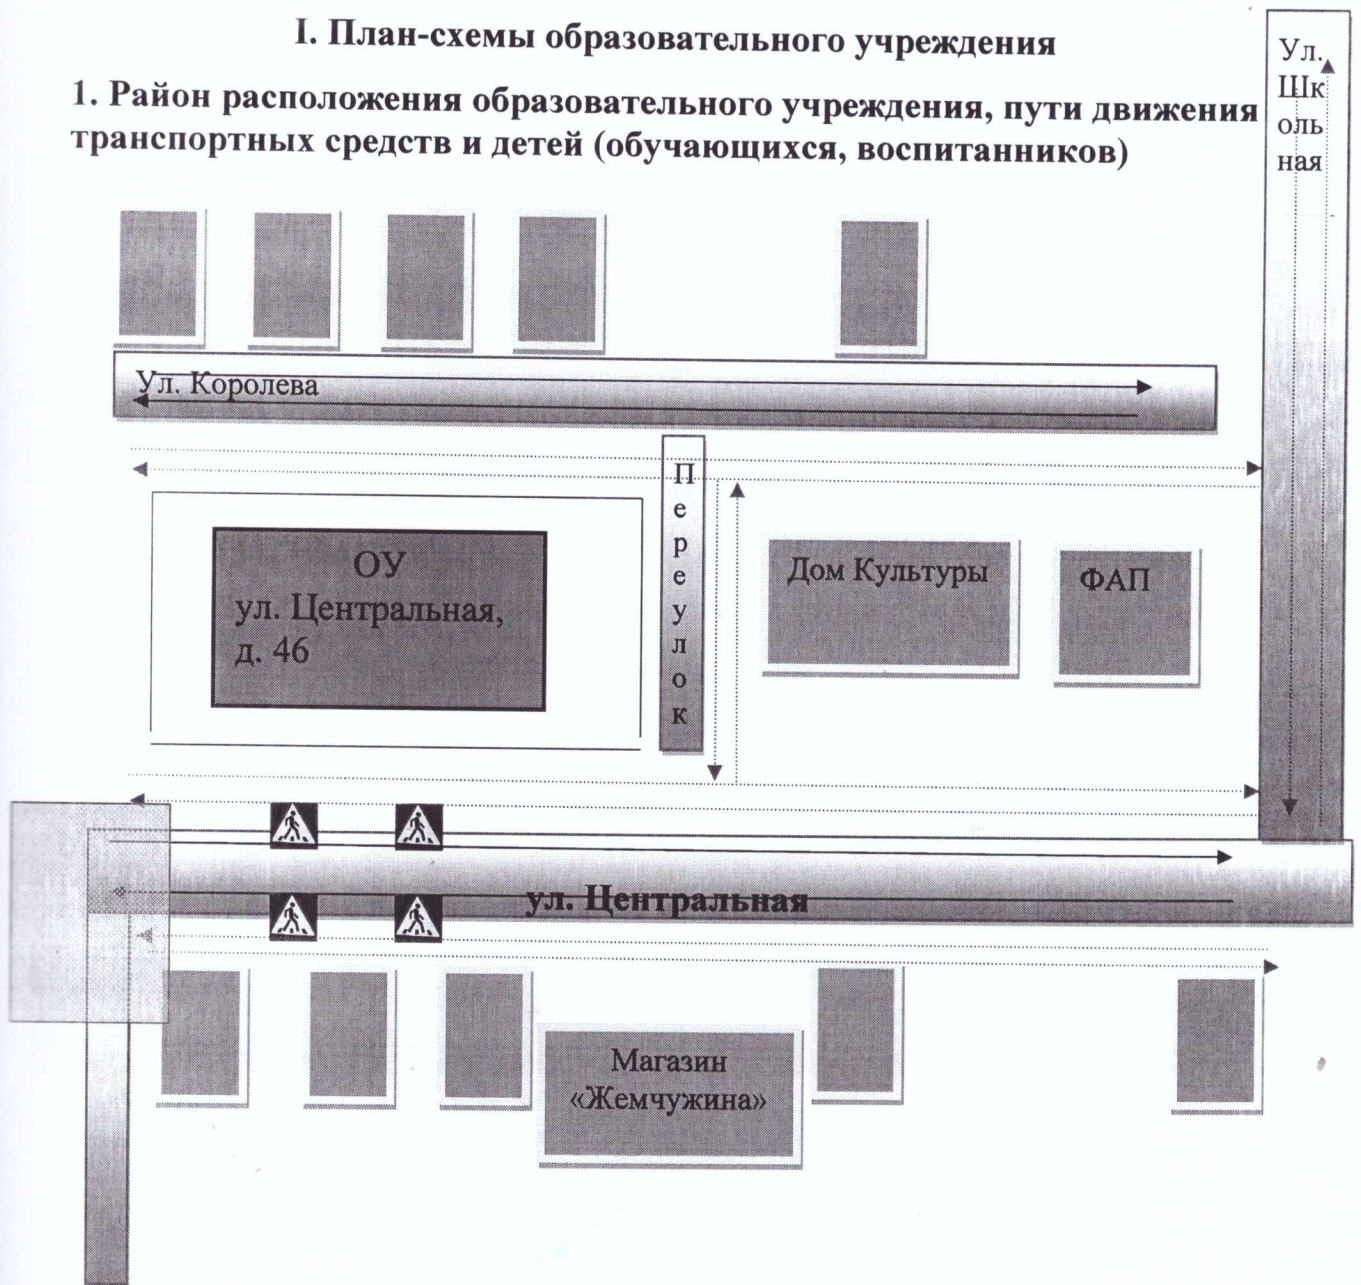 I. План-схемы образовательного учреждения
1. Район расположения образовательного учреждения, пути движения
транспортных средств и детей (обучающихся, воспитанников)
Ул.
Шк
оль
ная
Ул. Королева
П
е
р
е
у
л
о
к
ОУ
ул. Центральная,
д. 46
Дом Культуры
ФАП
ул. Центральная
Магазин
«Жемчужина»